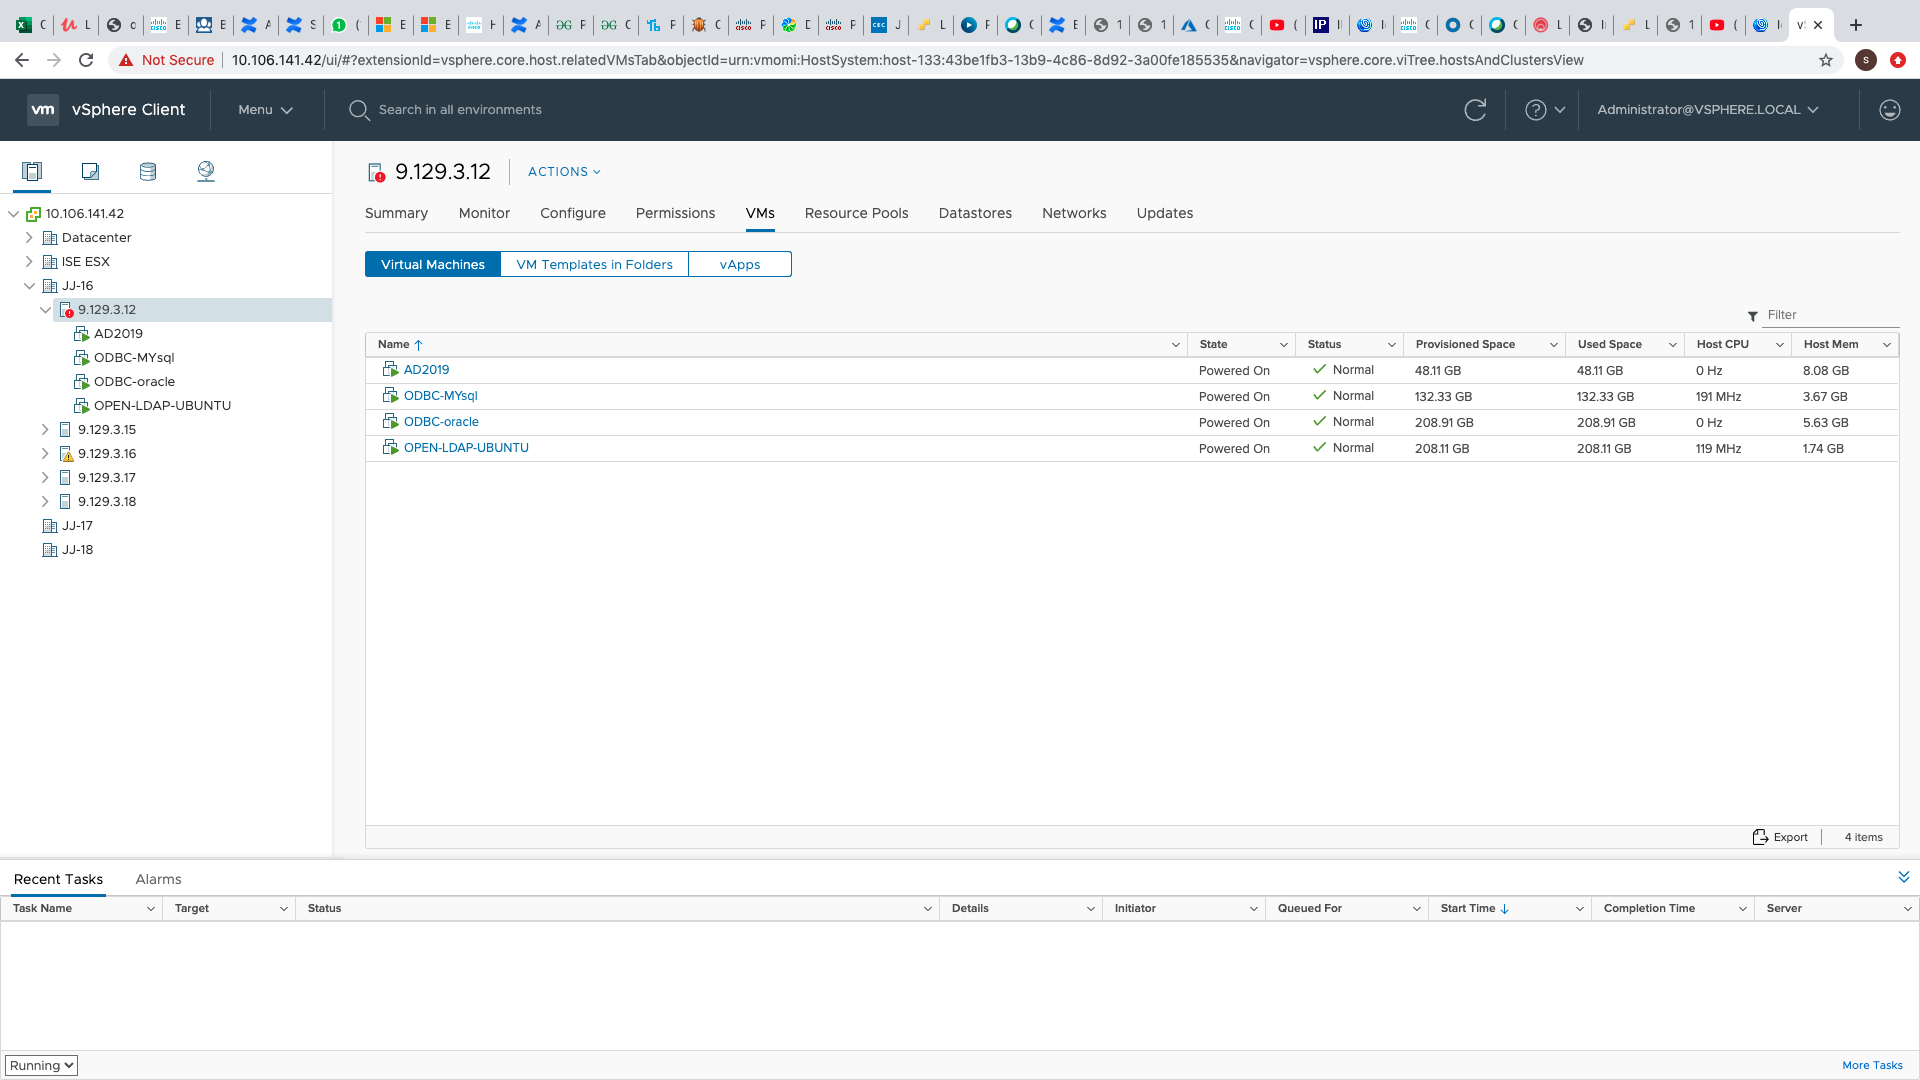 Not Secure 10.106.141.42/ui/#?extensionId=vsphere.core.host.relatedVMsTab&objectId=urn:vmomi:HostSystem:host-133:43be1fb3-13b9-4c86-8d92-3a00fe185535&navigator=vsphere.core.viTree.hostsAndClustersView
vm vSphere Client Menu Search in all environments Administrator@VSPHERE.LOCAL
9.129.3.12 ACTIONS
Summary Monitor Configure Permissions VMs Resource Pools Datastores Networks Updates
Virtual Machines VM Templates in Folders vApps
10.106.141.42
Datacenter
ISE ESX
JJ-16
9.129.3.12
AD2019
ODBC-MYsql
ODBC-oracle
OPEN-LDAP-UBUNTU
9.129.3.15
9.129.3.16
9.129.3.17
9.129.3.18
JJ-17
JJ-18
Filter
Name State Status Provisioned Space Used Space Host CPU Host Mem
AD2019 Powered On Normal 48.11 GB 48.11 GB 0 Hz 8.08 GB
ODBC-MYsql Powered On Normal 132.33 GB 132.33 GB 191 MHz 3.67 GB
ODBC-oracle Powered On Normal 208.91 GB 208.91 GB 0 Hz 5.63 GB
OPEN-LDAP-UBUNTU Powered On Normal 208.11 GB 208.11 GB 119 MHz 1.74 GB
Export 4 items
Recent Tasks Alarms
Task Name Target Status Details Initiator Queued For Start Time Completion Time Server
Running More Tasks